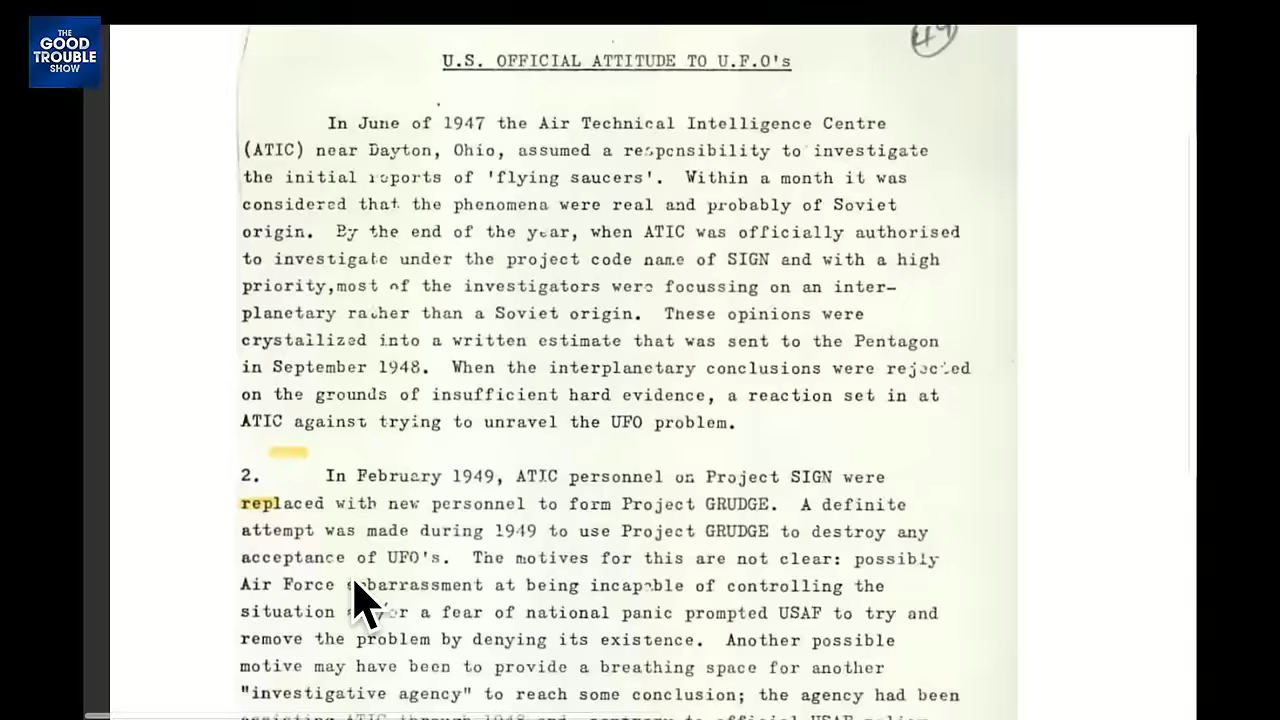 THE
GOOD
TROUBLE
SHOW
49
U.S. OFFICIAL ATTITUDE TO U.F.O's
In June of 1947 the Air Technical Intelligence Centre
(ATIC) near Dayton, Ohio, assumed a responsibility to investigate
the initial reports of 'flying saucers'. Within a month it was
considered that the phenomena were real and probably of Soviet
origin. By the end of the year, when ATIC was officially authorised
to investigate under the project code name of SIGN and with a high
priority,most of the investigators were focussing on an inter-
planetary rather than a Soviet origin. These opinions were
crystallized into a written estimate that was sent to the Pentagon
in September 1948. When the interplanetary conclusions were rejected
on the grounds of insufficient hard evidence, a reaction set in at
ATIC against trying to unravel the UFO problem.
2. In February 1949, ATIC personnel on Project SIGN were
replaced with new personnel to form Project GRUDGE. A definite
attempt was made during 1949 to use Project GRUDGE to destroy any
acceptance of UFO's. The motives for this are not clear: possibly
Air Force embarrassment at being incapable of controlling the
situation or a fear of national panic prompted USAF to try and
remove the problem by denying its existence. Another possible
motive may have been to provide a breathing space for another
"investigative agency" to reach some conclusion; the agency had been